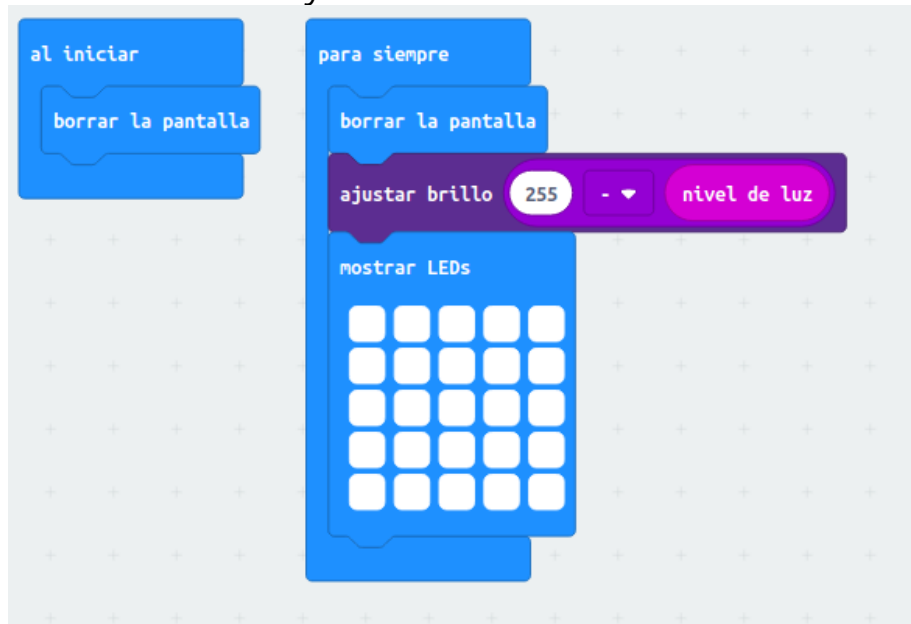 al iniciar
borrar la pantalla
para siempre
borrar la pantalla
ajustar brillo 255 - nivel de luz
mostrar LEDs